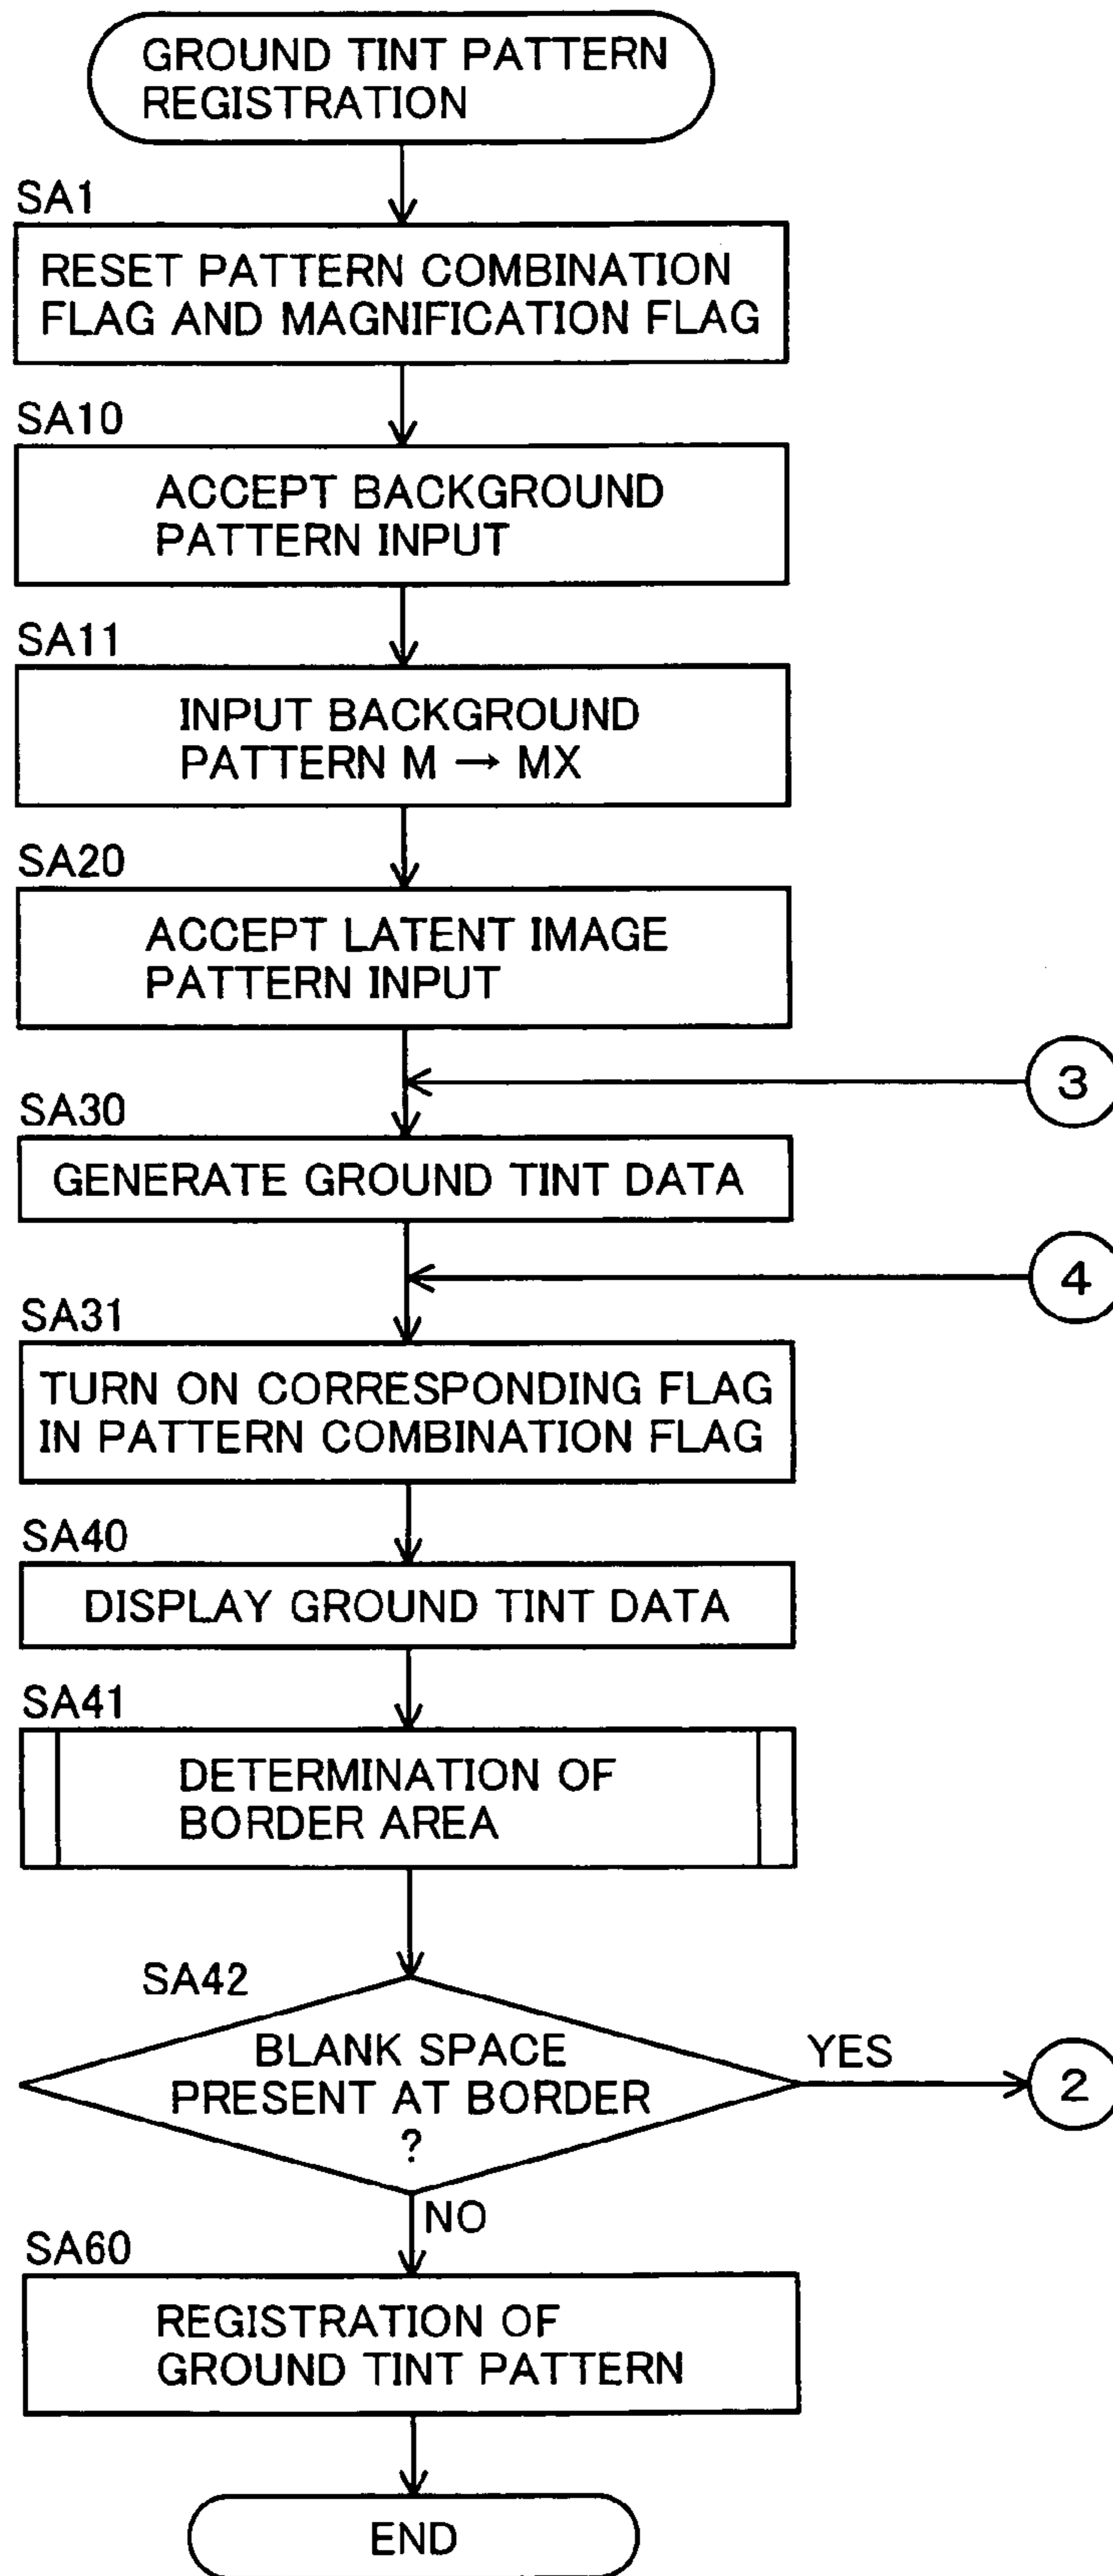 GROUND TINT PATTERN
REGISTRATION
SA1
RESET PATTERN COMBINATION
FLAG AND MAGNIFICATION FLAG
SA10
ACCEPT BACKGROUND
PATTERN INPUT
SA11
INPUT BACKGROUND
PATTERN M → MX
SA20
ACCEPT LATENT IMAGE
PATTERN INPUT
3
SA30
GENERATE GROUND TINT DATA
4
SA31
TURN ON CORRESPONDING FLAG
IN PATTERN COMBINATION FLAG
SA40
DISPLAY GROUND TINT DATA
SA41
DETERMINATION OF
BORDER AREA
SA42
BLANK SPACE
PRESENT AT BORDER
?
YES
2
NO
SA60
REGISTRATION OF
GROUND TINT PATTERN
END